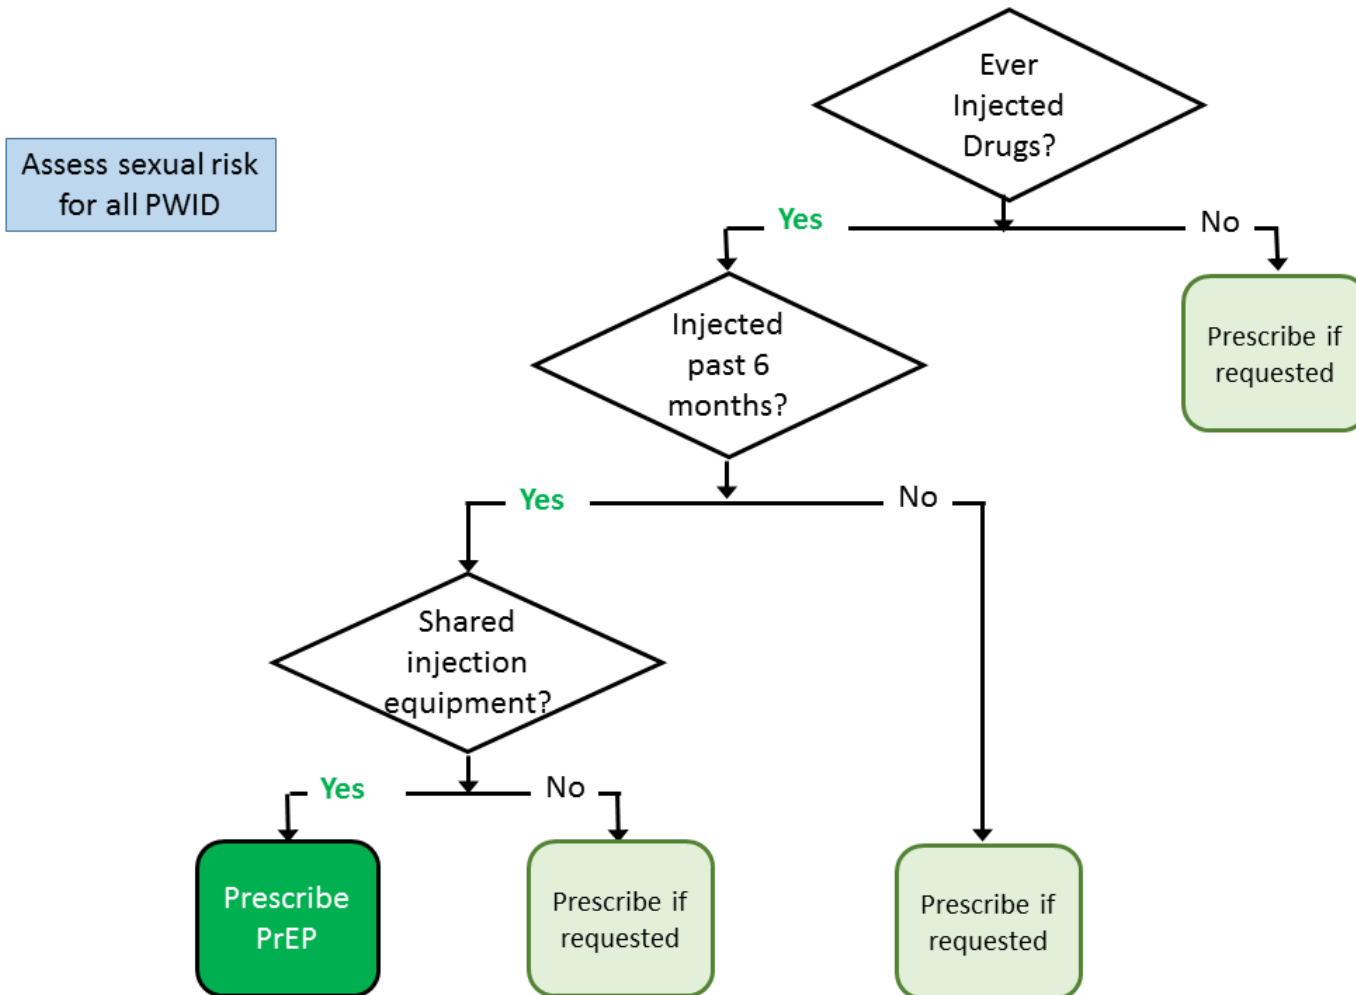 Ever
Injected
Drugs?
Assess sexual risk
for all PWID
Yes
No
Injected
past 6
months?
Prescribe if
requested
Yes
No
Shared
injection
equipment?
Yes
No
Prescribe
PrEP
Prescribe if
requested
Prescribe if
requested